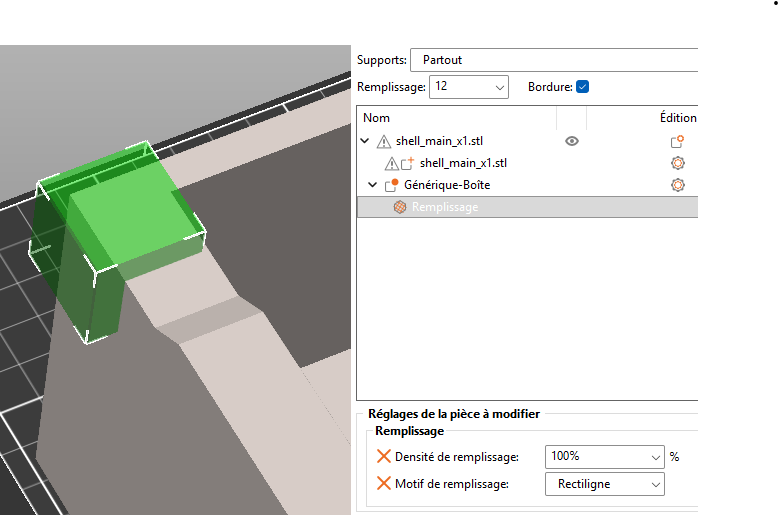 Supports: Partout
Remplissage: 12 Bordure:
Nom Édition
shell_main_x1.stl
shell_main_x1.stl
Générique-Boîte
Remplissage
Réglages de la pièce à modifier
Remplissage
Densité de remplissage: 100% %
Motif de remplissage: Rectiligne